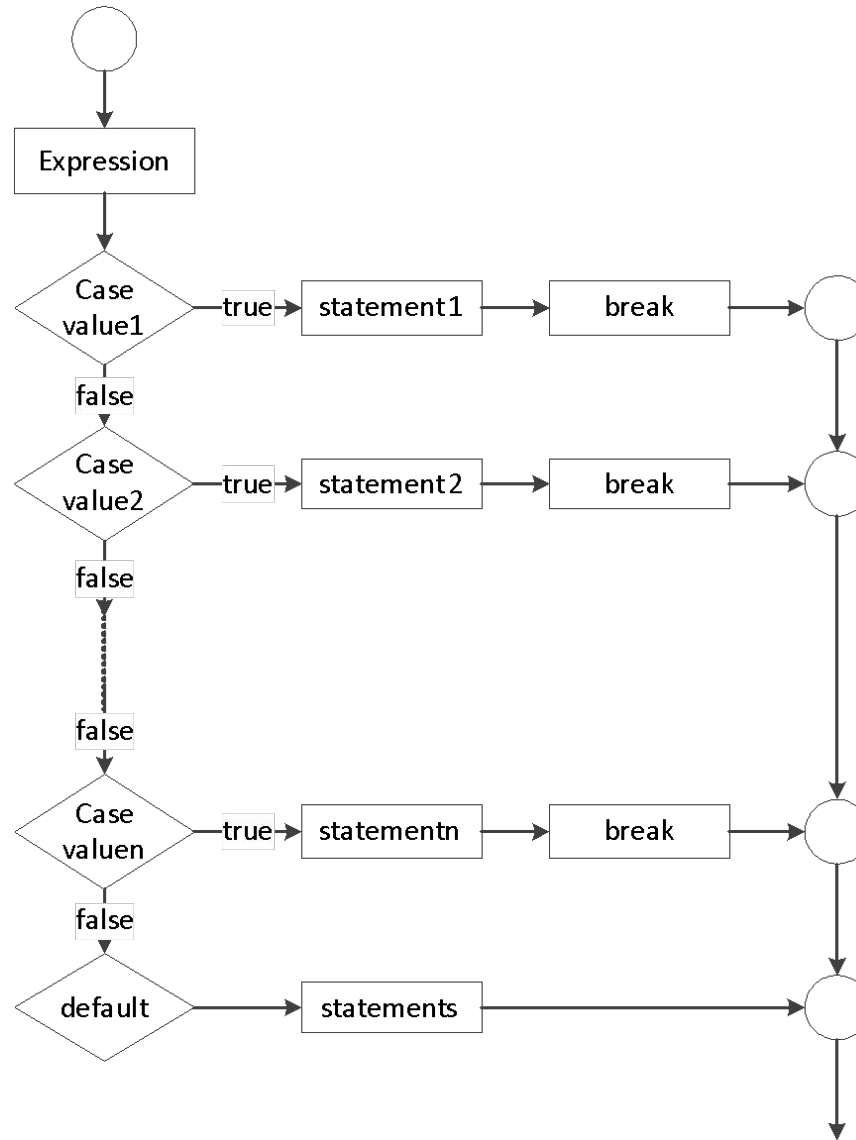 Expression
Case
value1
true
statement1
break
false
Case
value2
true
statement2
break
false
false
Case
valuen
true
statementn
break
false
default
statements